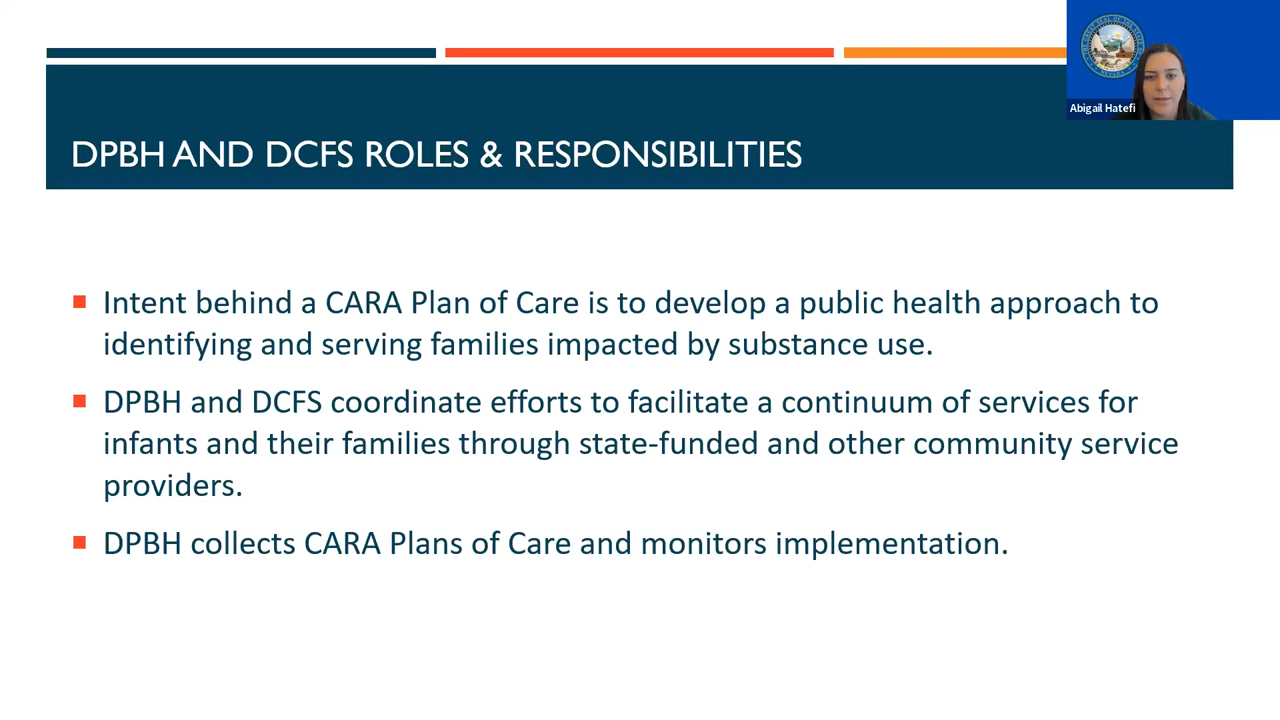 Abigail Hatefi
DPBH AND DCFS ROLES & RESPONSIBILITIES
Intent behind a CARA Plan of Care is to develop a public health approach to
identifying and serving families impacted by substance use.
DPBH and DCFS coordinate efforts to facilitate a continuum of services for
infants and their families through state-funded and other community service
providers.
DPBH collects CARA Plans of Care and monitors implementation.